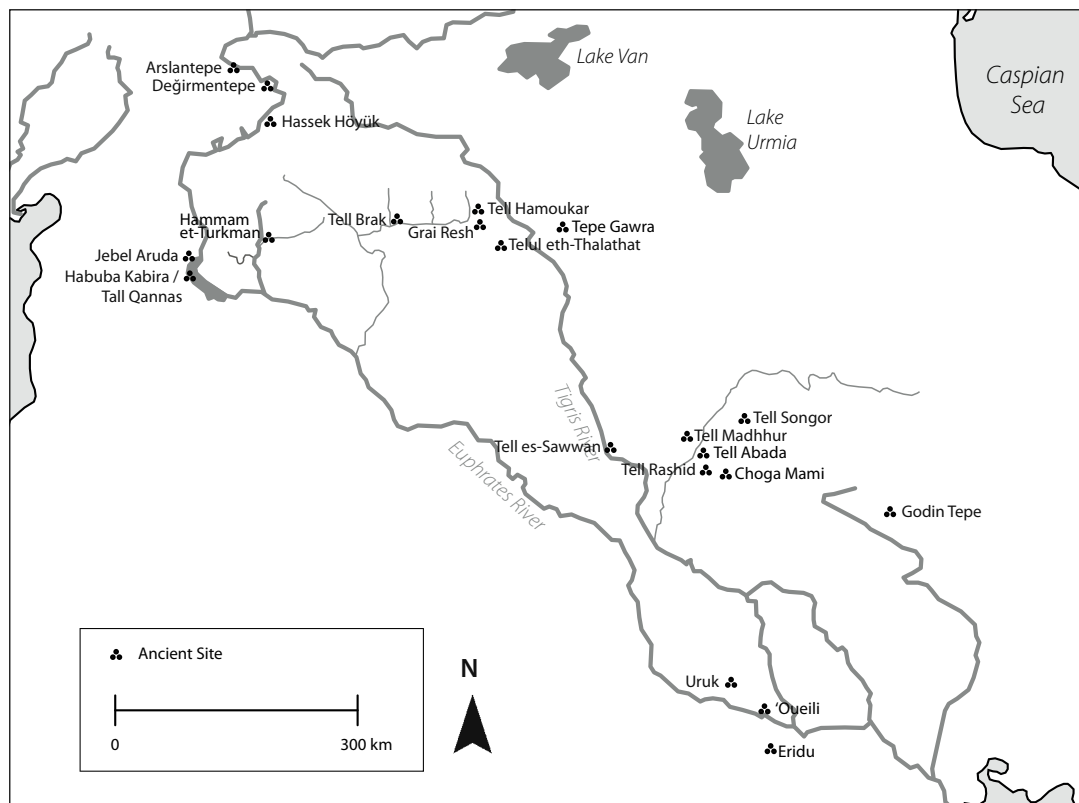 Lake Van
Caspian
Sea
Arslantepe
Değirmentepe
Hassek Höyük
Lake
Urmia
Hammam
et-Turkman
Tell Brak
Tell Hamoukar
Grai Resh
Tepe Gawra
Telul eth-Thalathat
Jebel Aruda
Habuba Kabira /
Tall Qannas
Tigris River
Euphrates River
Tell Songor
Tell Madhhur
Tell es-Sawwan
Tell Abada
Tell Rashid
Choga Mami
Godin Tepe
Ancient Site
N
0
300 km
Uruk
‘Oueili
Eridu